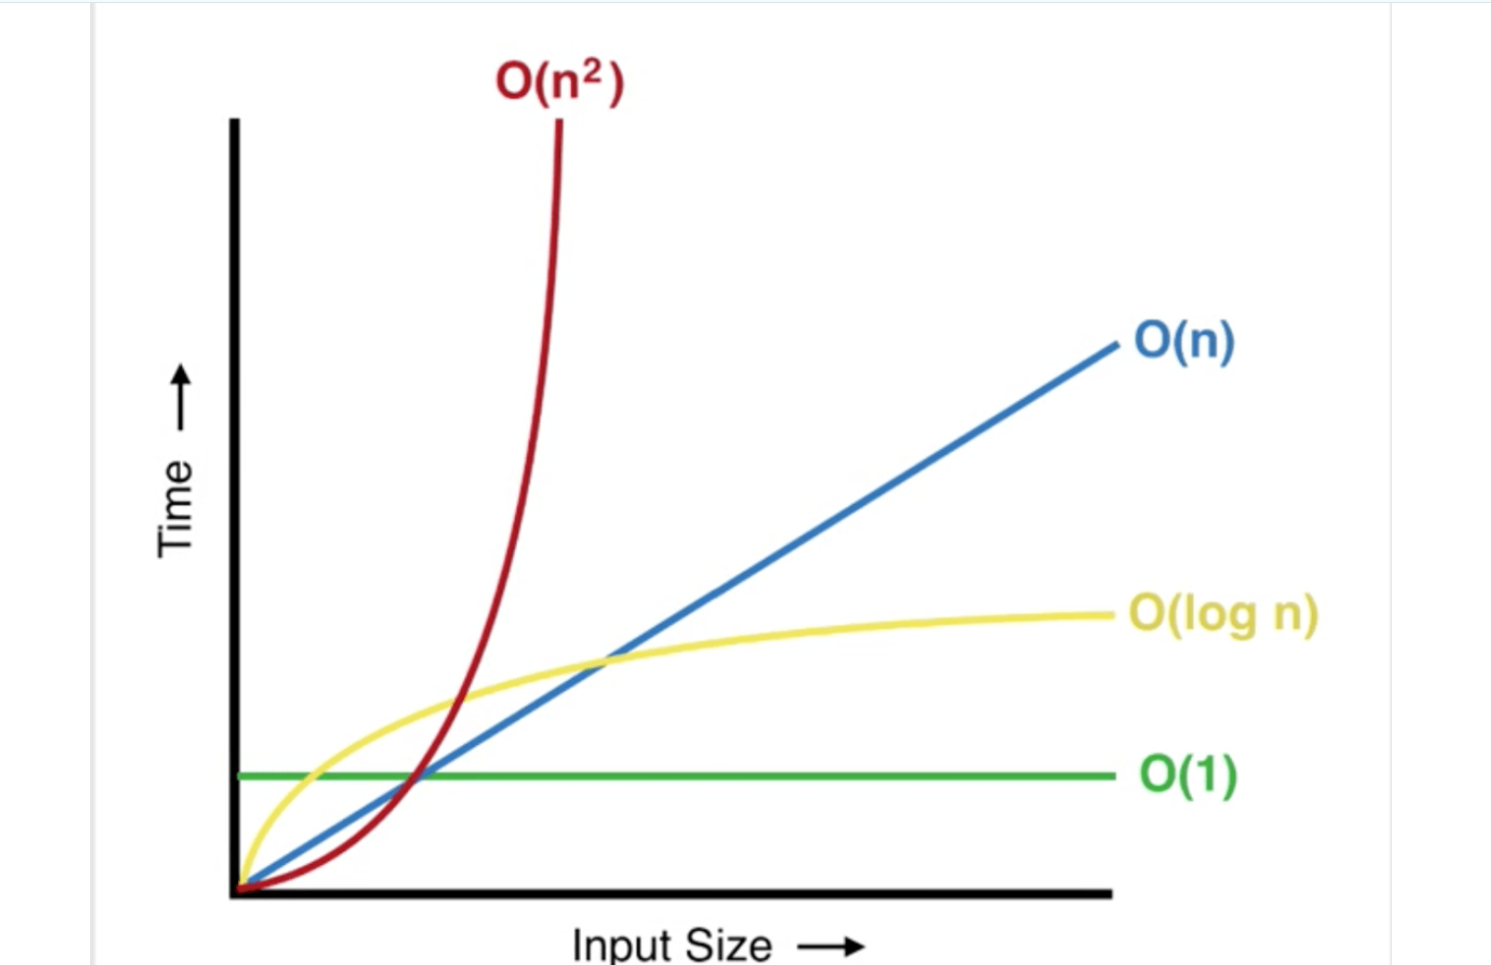 O(n²)
O(n)
Time
O(log n)
O(1)
Input Size